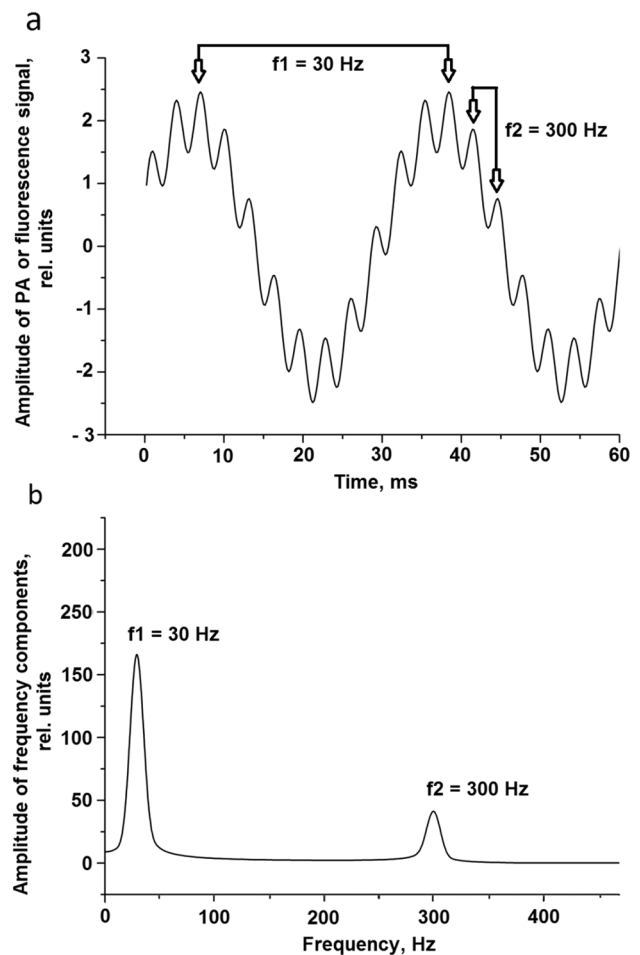 a
Amplitude of PA or fluorescence signal,
rel. units
3
2
1
0
-1
-2
- 3
f1 = 30 Hz
f2 = 300 Hz
0 10 20 30 40 50 60
Time, ms
b
Amplitude of frequency components,
rel. units
200
250
150
100
50
0
f1 = 30 Hz
f2 = 300 Hz
0 100 200 300 400
Frequency, Hz